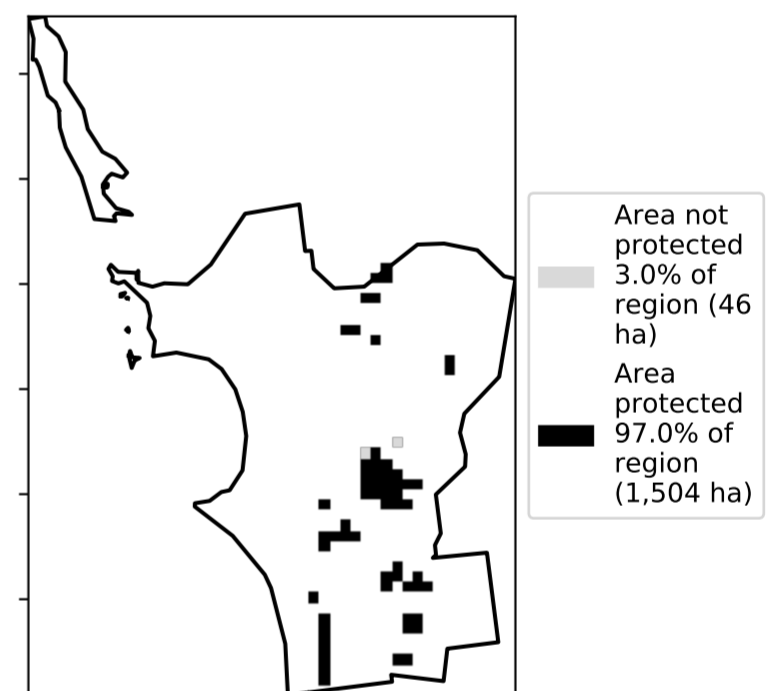 Area not
protected
3.0% of
region (46
ha)
Area
protected
97.0% of
region
(1,504 ha)